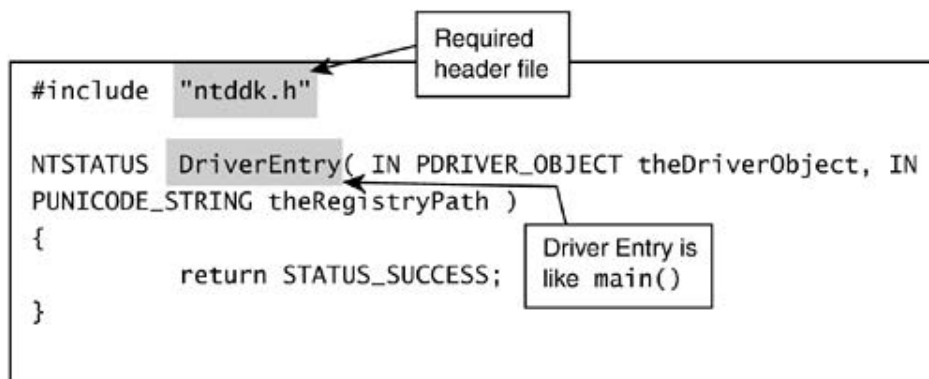 Required
header file
#include "ntddk.h"
NTSTATUS DriverEntry( IN PDRIVER_OBJECT theDriverObject, IN
PUNICODE_STRING theRegistryPath )
{
return STATUS_SUCCESS;
}
Driver Entry is
like main()